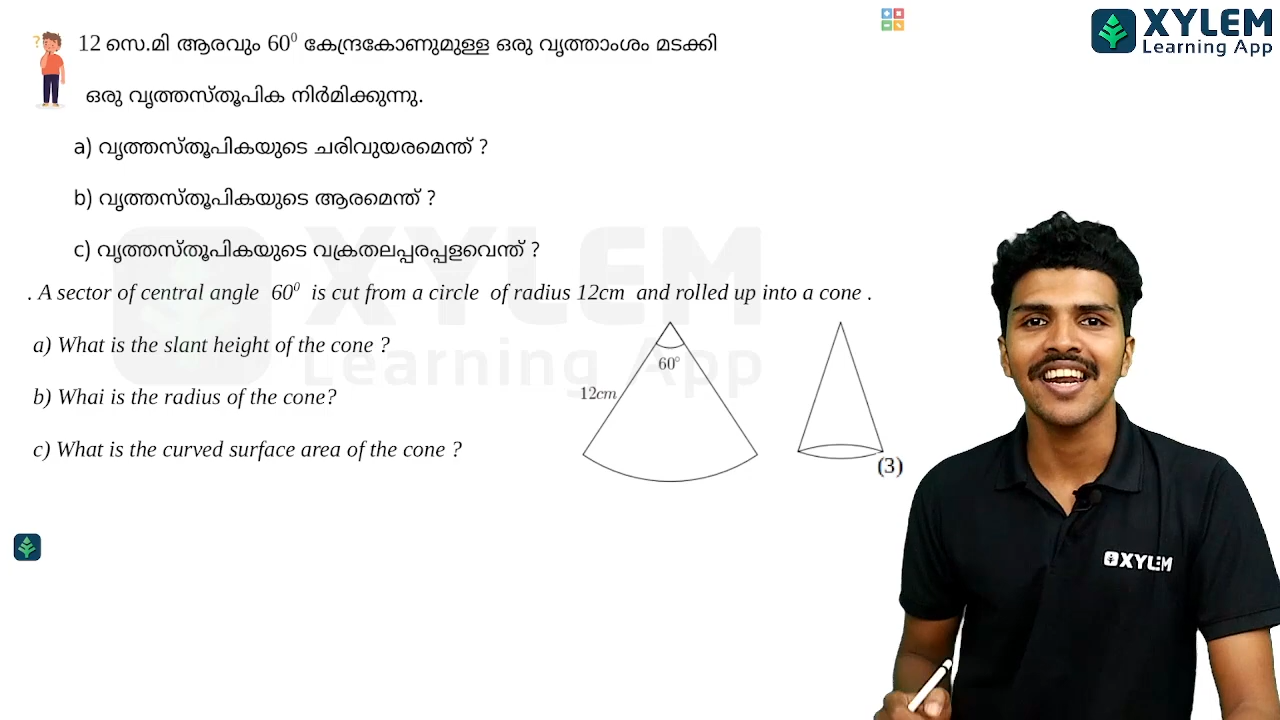 XYLEM
Learning App
12 സെ.മി ആരവും 60⁰ കേന്ദ്രകോണുമുള്ള ഒരു വൃത്താംശം മടക്കി
ഒരു വൃത്തസ്തൂപിക നിർമിക്കുന്നു.
a) വൃത്തസ്തൂപികയുടെ ചരിവുയരമെന്ത് ?
b) വൃത്തസ്തൂപികയുടെ ആരമെന്ത് ?
c) വൃത്തസ്തൂപികയുടെ വക്രതലപ്പരപ്പളവെന്ത് ?
. A sector of central angle 60⁰ is cut from a circle of radius 12cm and rolled up into a cone .
a) What is the slant height of the cone ?
b) Whai is the radius of the cone?
c) What is the curved surface area of the cone ?
60°
12cm
(3)
XYLEM
Learning App
XYLEM